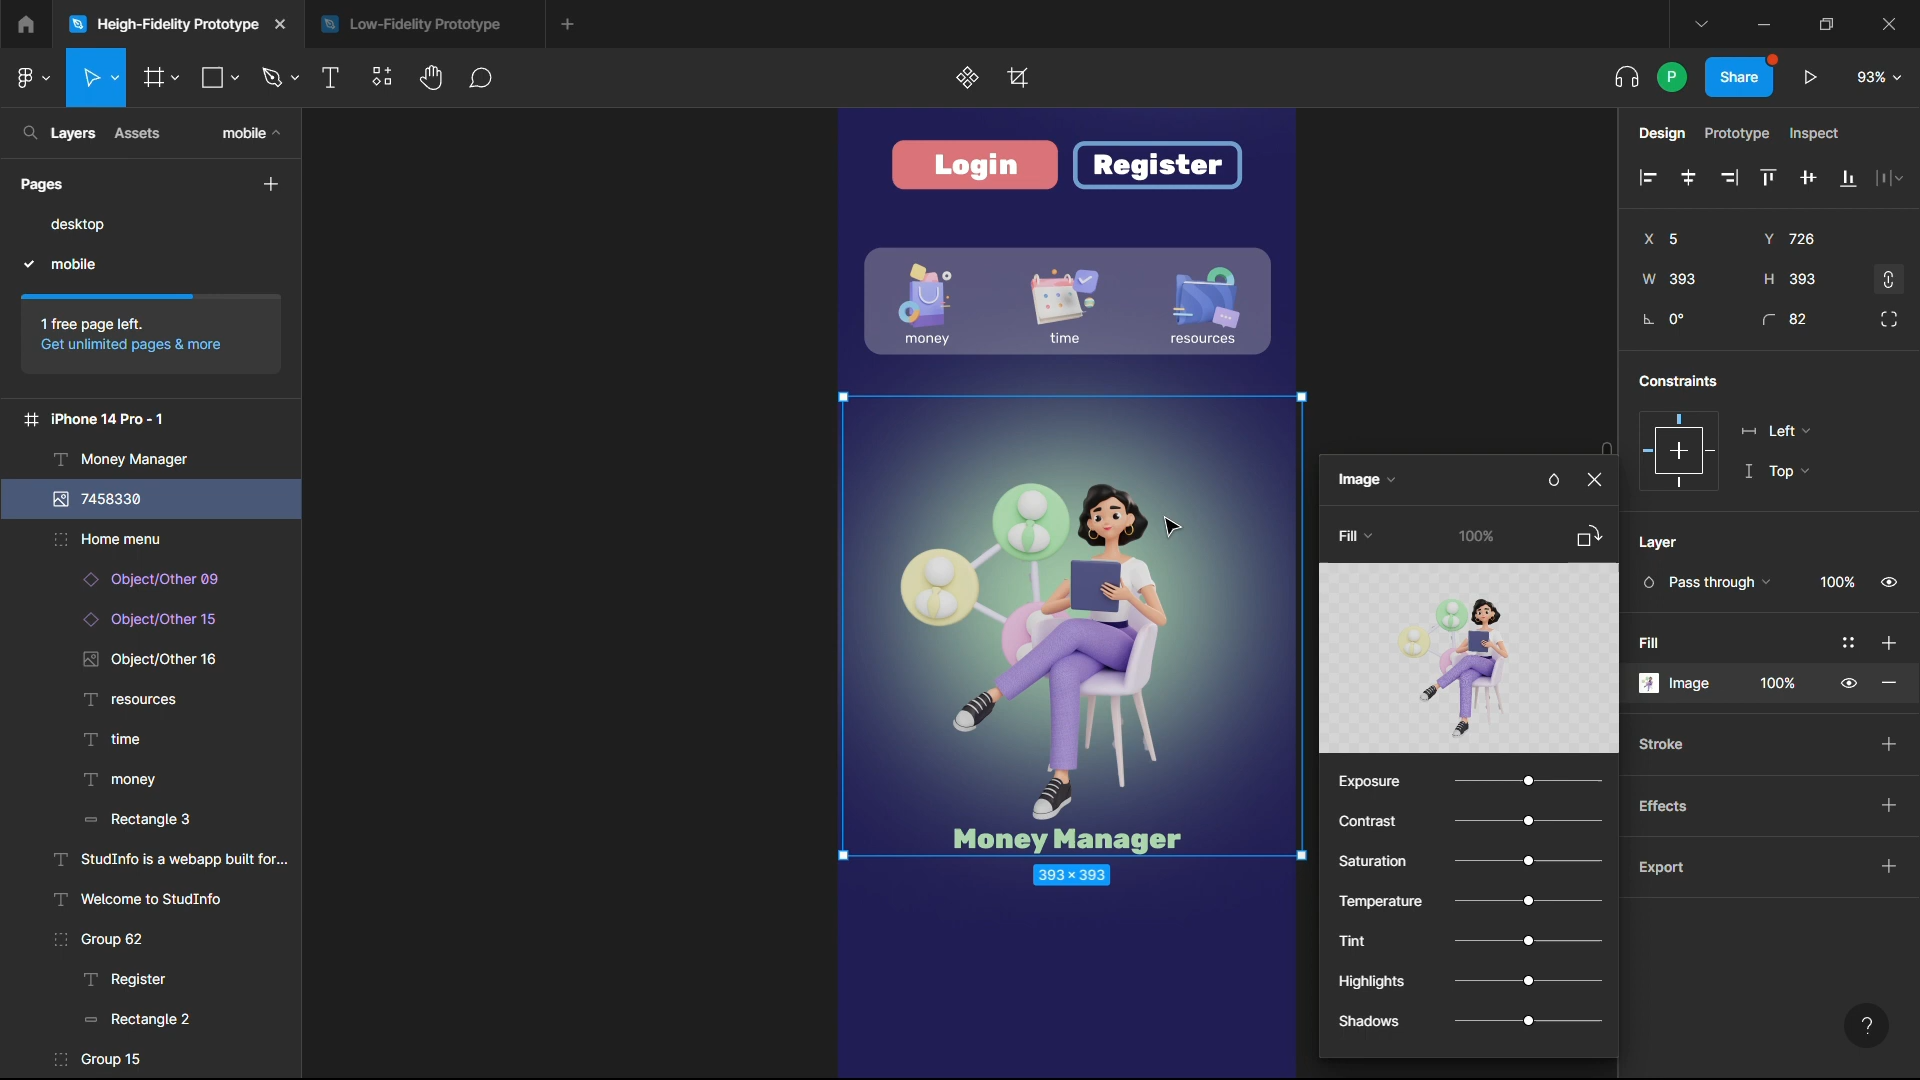 Heigh-Fidelity Prototype
Low-Fidelity Prototype
P
Share
93%
Layers
Assets
mobile
Pages
desktop
mobile
1 free page left.
Get unlimited pages & more
iPhone 14 Pro - 1
Money Manager
7458330
Home menu
Object/Other 09
Object/Other 15
Object/Other 16
resources
time
money
Rectangle 3
StudInfo is a webapp built for...
Welcome to StudInfo
Group 62
Register
Rectangle 2
Group 15
Login
Register
money
time
resources
Money Manager
393 × 393
Image
Fill
100%
Exposure
Contrast
Saturation
Temperature
Tint
Highlights
Shadows
Design
Prototype
Inspect
X 5
Y 726
W 393
H 393
0°
82
Constraints
Left
Top
Layer
Pass through
100%
Fill
Image
100%
Stroke
Effects
Export
?